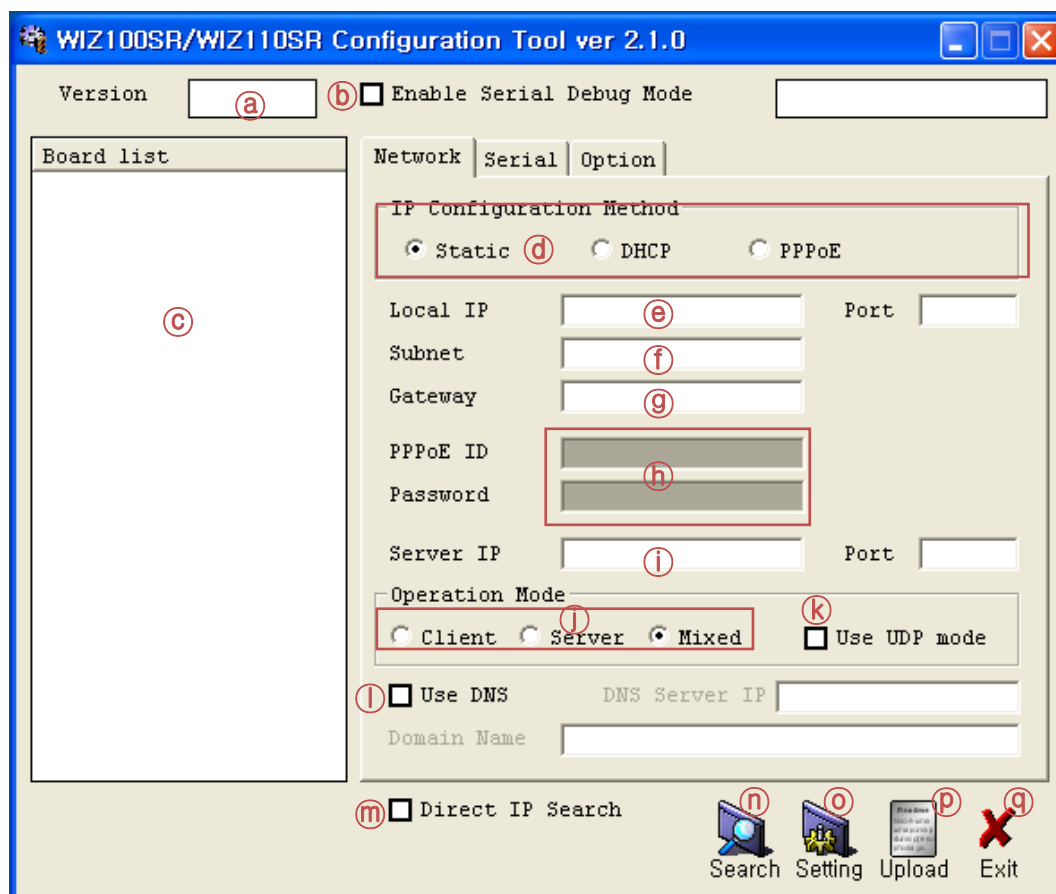 WIZ100SR/WIZ110SR Configuration Tool ver 2.1.0
Version ⓐ ⓑ Enable Serial Debug Mode
Board list
ⓒ
Network Serial Option
IP Configuration Method
Static ⓓ DHCP PPPoE
Local IP ⓔ Port
Subnet ⓕ
Gateway ⓖ
PPPoE ID
ⓗ
Password
Server IP ⓘ Port
Operation Mode
ⓙ ⓚ
Client Server Mixed Use UDP mode
ⓛ Use DNS DNS Server IP
Domain Name
ⓜ Direct IP Search
ⓝ ⓞ ⓟ ⓠ
Readme
Search Setting Upload Exit